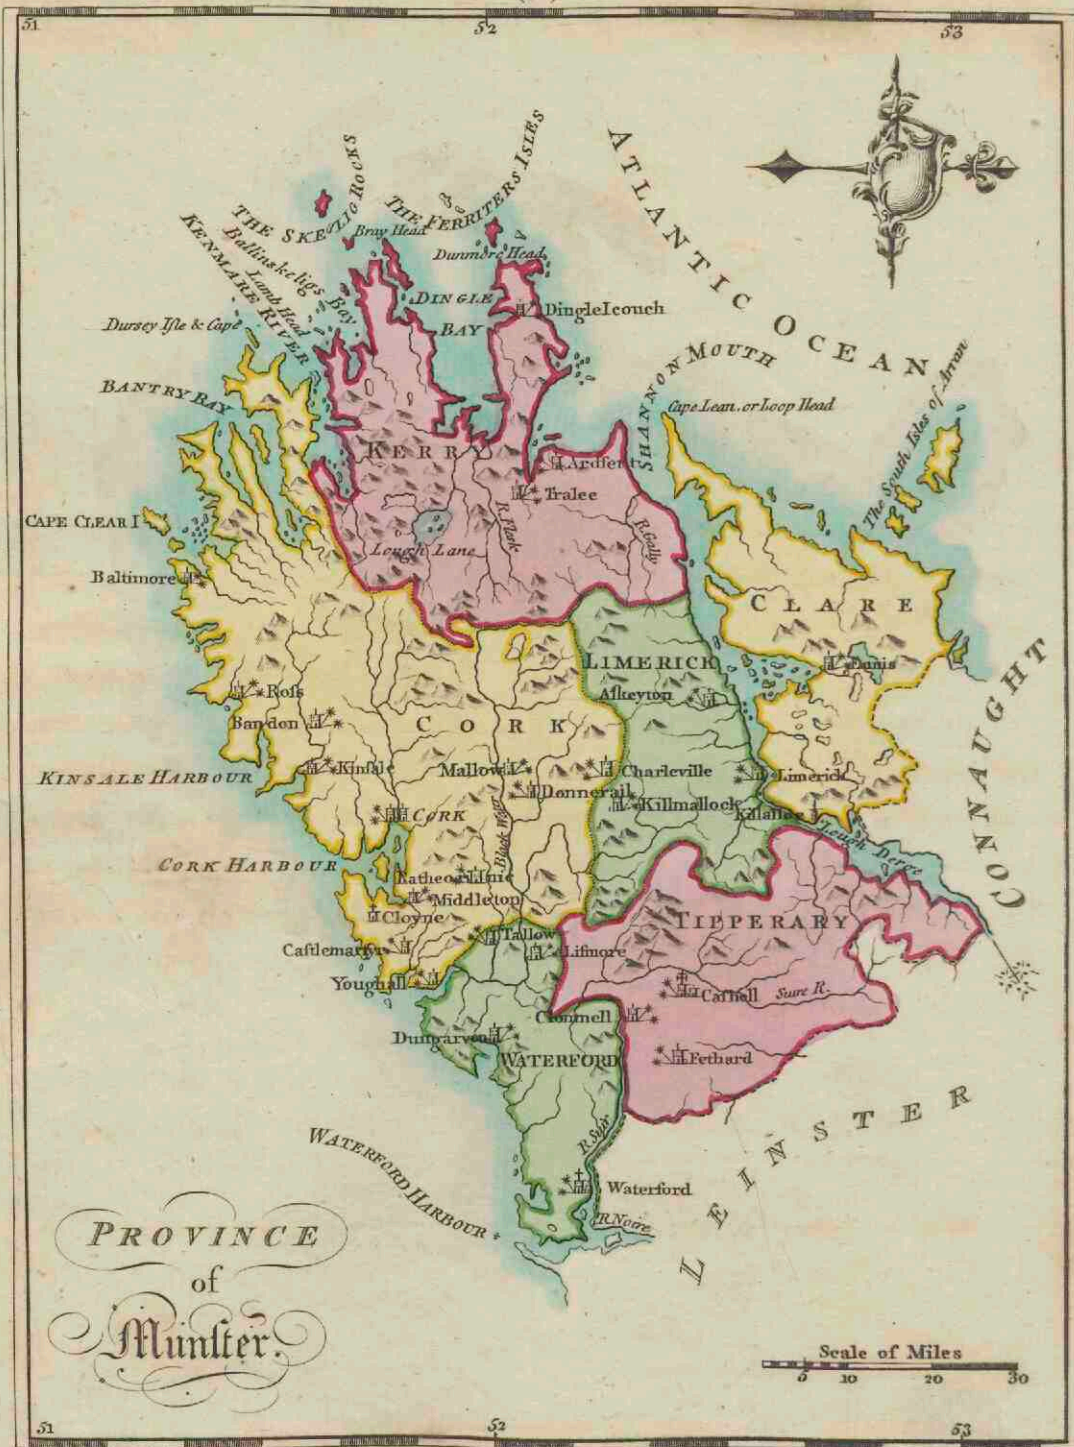 51
52
53
ATLANTIC OCEAN
THE SKELLIG ROCKS
THE FERRITERS ISLES
Bray Head
Dunmore Head
Ballinskeligs Bay
Lamb Head
KENMARE RIVER
DINGLE
BAY
DingleIcouch
Dursey Isle & Cape
BANTRY BAY
SHANNON MOUTH
Cape Lean. or Loop Head
The South Isles of Arran
KERRY
Ardfert
Tralee
R. Fleek
R. Gally
Lough Lane
CAPE CLEAR I
Baltimore
CLARE
Ennis
LIMERICK
Askeyton
Roſs
Bandon
CORK
CONNAUGHT
KINSALE HARBOUR
Kinſale
Mallow
Charleville
Limerick
Donnerail
Killmallock
Killaloe
CORK
Black Water
Lough Derge
CORK HARBOUR
Middleton
Cloyne
TIPPERARY
Castlemartyr
Tallow
Liſmore
Youghall
Caſhell
Suire R.
Clonmell
Dungarvon
WATERFORD
Fethard
LEINSTER
R. Suir
WATERFORD HARBOUR
Waterford
R. Noire
PROVINCE
of
Munſter.
Scale of Miles
0 10 20 30
51
52
53